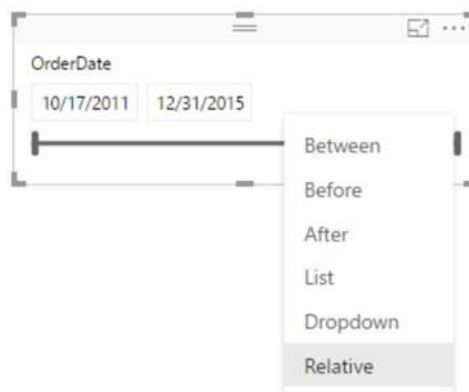 OrderDate
10/17/2011 12/31/2015
Between
Before
After
List
Dropdown
Relative